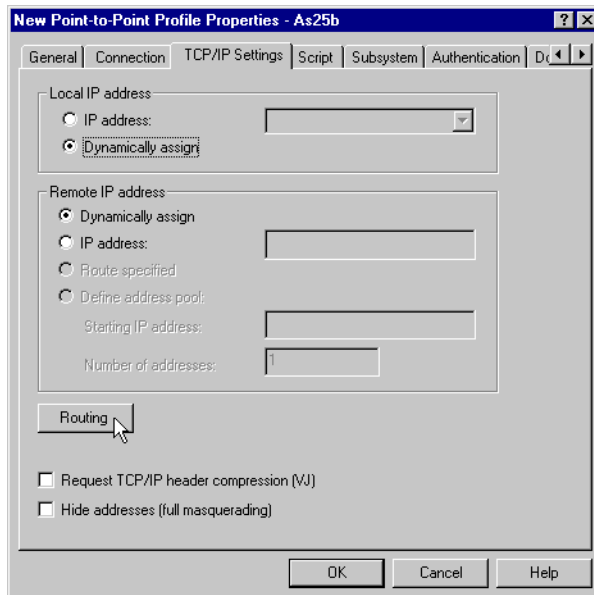 New Point-to-Point Profile Properties - As25b
General Connection TCP/IP Settings Script Subsystem Authentication
Local IP address
IP address:
Dynamically assign
Remote IP address
Dynamically assign
IP address:
Route specified
Define address pool:
Starting IP address:
Number of addresses: 1
Routing
Request TCP/IP header compression (VJ)
Hide addresses (full masquerading)
OK Cancel Help